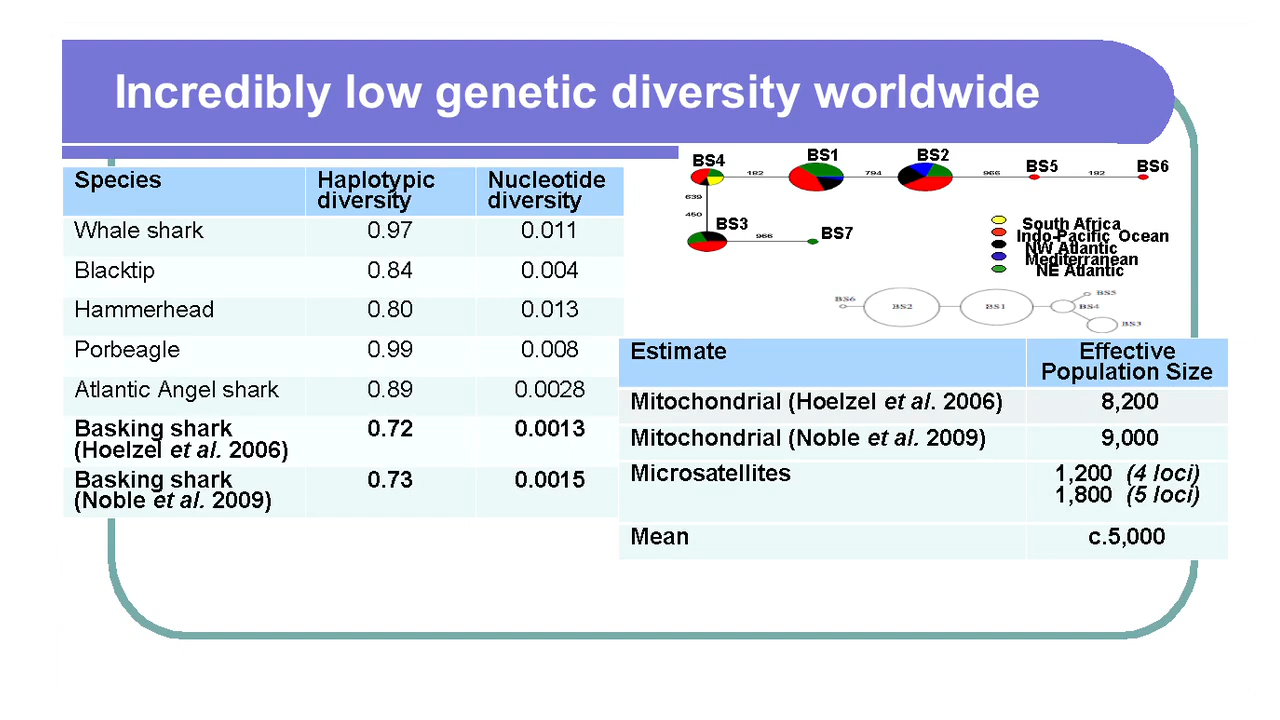 Incredibly low genetic diversity worldwide
Species Haplotypic diversity Nucleotide diversity
Whale shark 0.97 0.011
Blacktip 0.84 0.004
Hammerhead 0.80 0.013
Porbeagle 0.99 0.008
Atlantic Angel shark 0.89 0.0028
Basking shark (Hoelzel et al. 2006) 0.72 0.0013
Basking shark (Noble et al. 2009) 0.73 0.0015
BS4 BS1 BS2 BS5 BS6
182 794 966 192
639
450
BS3 966 BS7
South Africa
Indo-Pacific Ocean
NW Atlantic
Mediterranean
NE Atlantic
BS6 BS2 BS1 BS4 BS5 BS3
Estimate Effective Population Size
Mitochondrial (Hoelzel et al. 2006) 8,200
Mitochondrial (Noble et al. 2009) 9,000
Microsatellites 1,200 (4 loci)
1,800 (5 loci)
Mean c.5,000